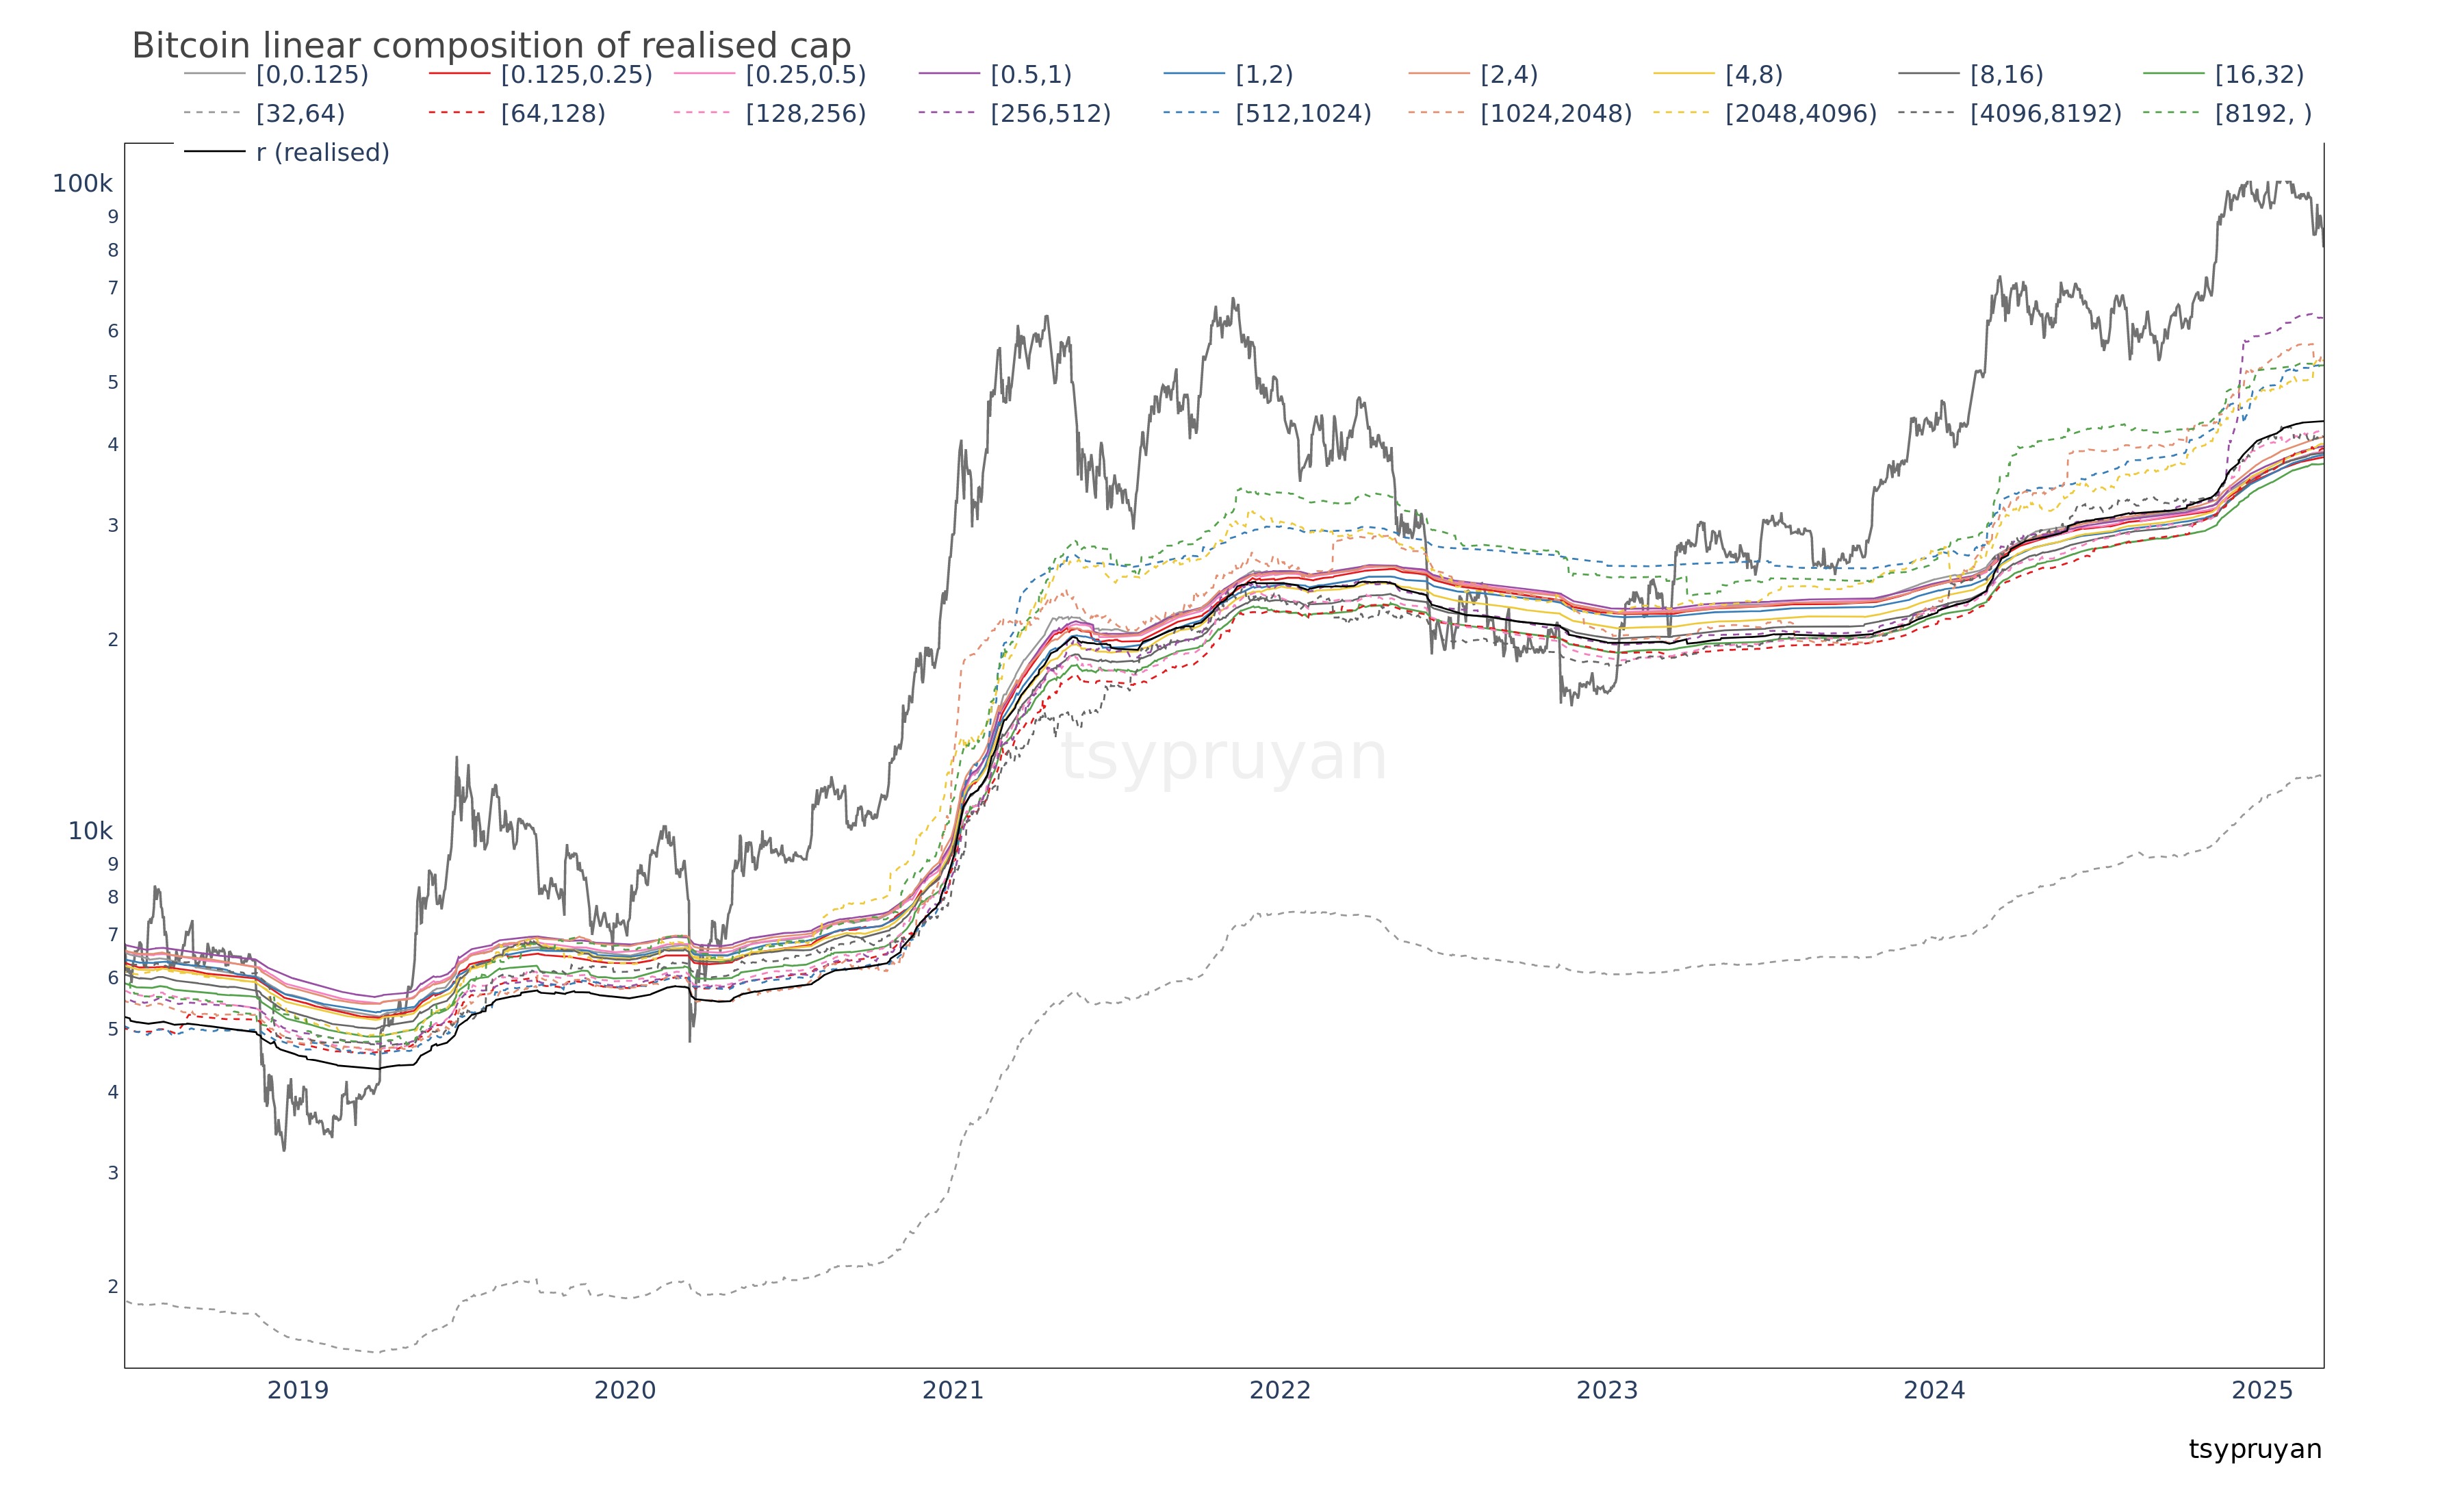 Bitcoin linear composition of realised cap
[0,0.125) [0.125,0.25) [0.25,0.5) [0.5,1) [1,2) [2,4) [4,8) [8,16) [16,32)
[32,64) [64,128) [128,256) [256,512) [512,1024) [1024,2048) [2048,4096) [4096,8192) [8192, )
r (realised)
100k
9
8
7
6
5
4
3
2
tsypruyan
10k
9
8
7
6
5
4
3
2
2019 2020 2021 2022 2023 2024 2025
tsypruyan